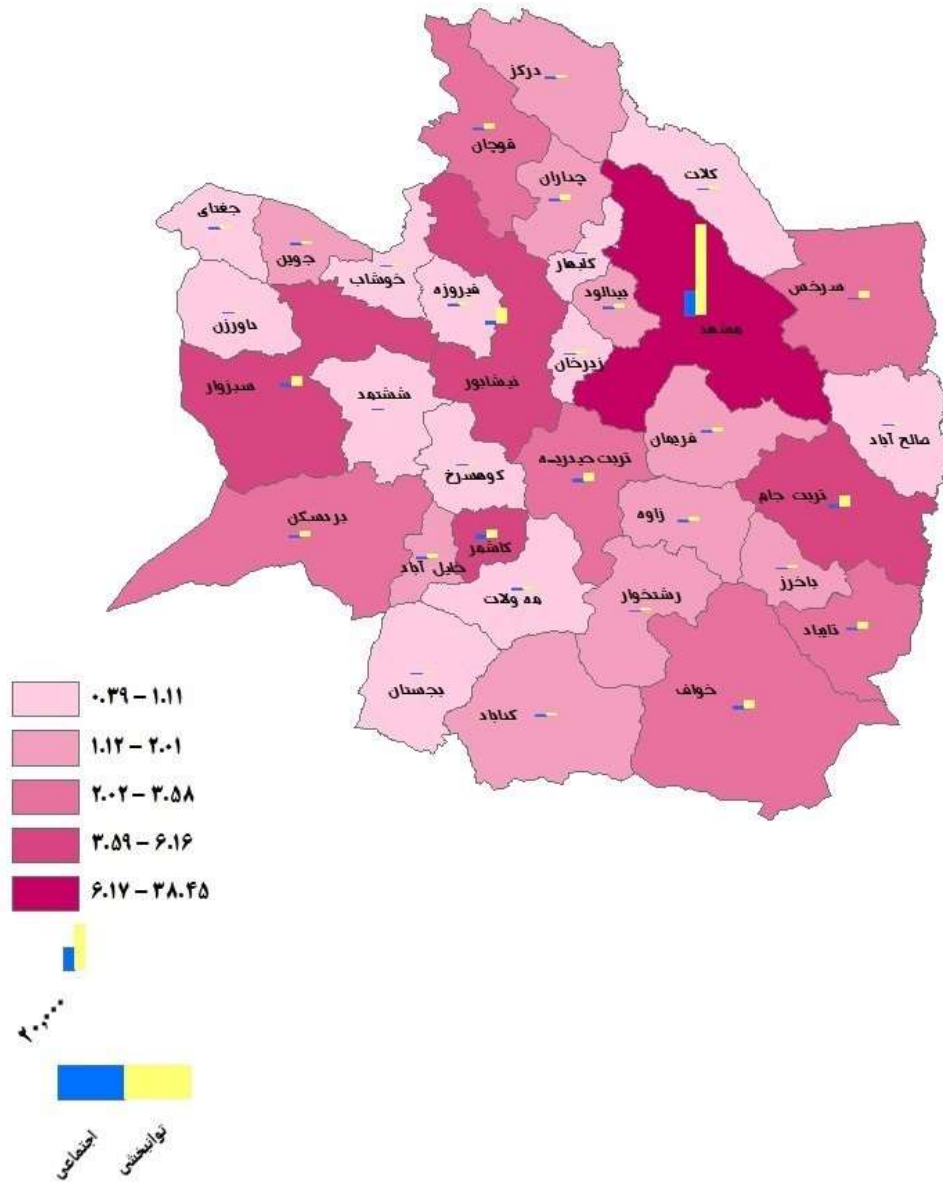 درگز
قوچان
چناران
کلات
جغتای
جوین
خوشاب
فیروزه
گلبهار
بینالود
سرخس
مشهد
داورزن
زبرخان
سبزوار
ششتمد
نیشابور
صالح آباد
فریمان
تربت حیدریه
کوهسرخ
تربت جام
بردسکن
زاوه
کاشمر
خلیل آباد
باخرز
مه ولات
رشتخوار
تایباد
بجستان
گناباد
خواف
۰.۳۹ – ۱.۱۱
۱.۱۲ – ۲.۰۱
۲.۰۲ – ۳.۵۸
۳.۵۹ – ۶.۱۶
۶.۱۷ – ۳۸.۴۵
۲۰,۰۰۰
اجتماعی
توانبخشی